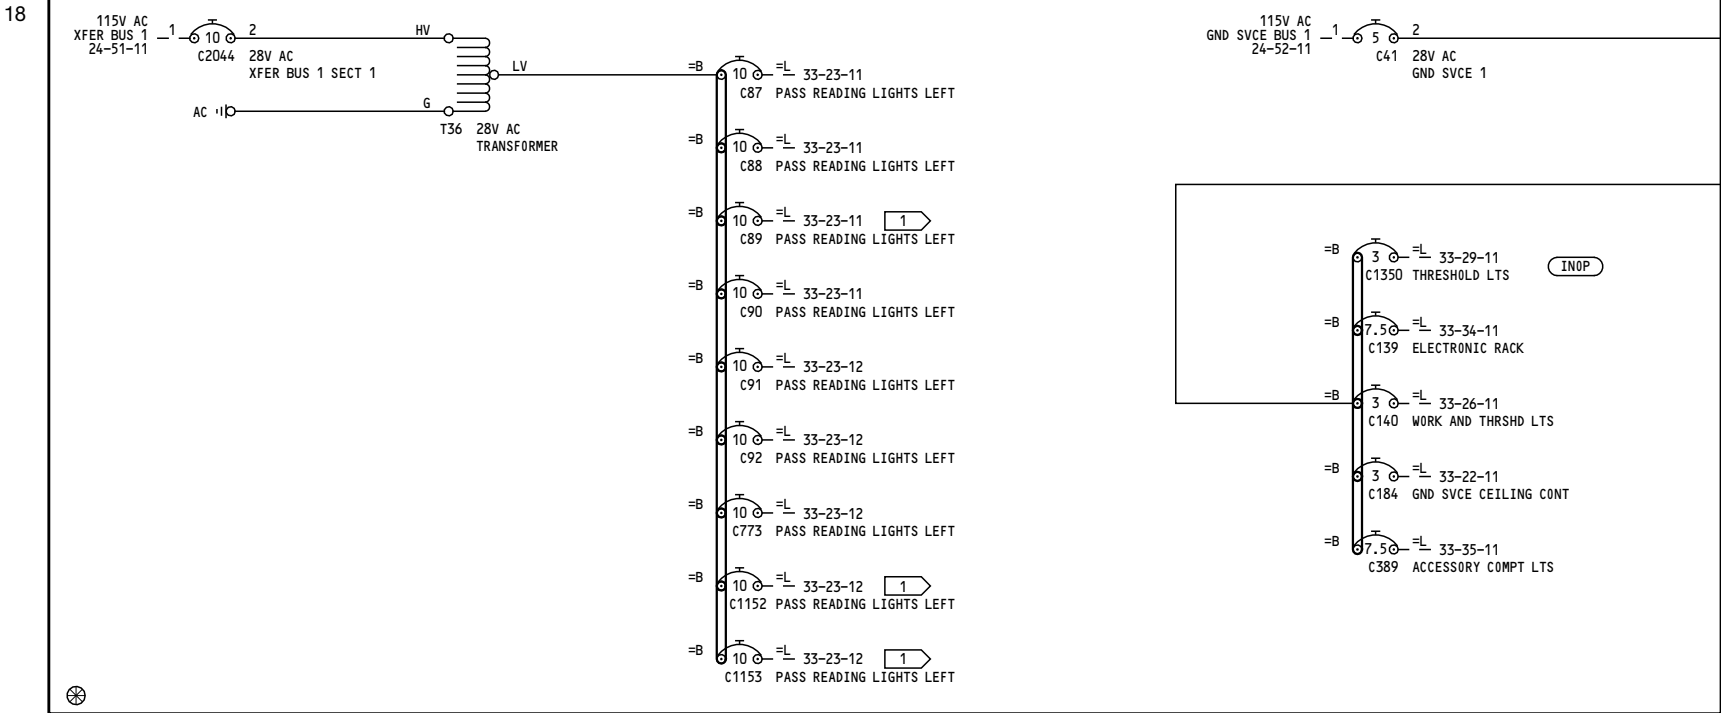 18
115V AC
XFER BUS 1
24-51-11
1
10
2
C2044
28V AC
XFER BUS 1 SECT 1
HV
LV
AC
G
T36
28V AC
TRANSFORMER
=B 10 =L 33-23-11
C87 PASS READING LIGHTS LEFT
=B 10 =L 33-23-11
C88 PASS READING LIGHTS LEFT
=B 10 =L 33-23-11 1
C89 PASS READING LIGHTS LEFT
=B 10 =L 33-23-11
C90 PASS READING LIGHTS LEFT
=B 10 =L 33-23-12
C91 PASS READING LIGHTS LEFT
=B 10 =L 33-23-12
C92 PASS READING LIGHTS LEFT
=B 10 =L 33-23-12
C773 PASS READING LIGHTS LEFT
=B 10 =L 33-23-12 1
C1152 PASS READING LIGHTS LEFT
=B 10 =L 33-23-12 1
C1153 PASS READING LIGHTS LEFT
115V AC
GND SVCE BUS 1
24-52-11
1
5
2
C41
28V AC
GND SVCE 1
=B 3 =L 33-29-11 INOP
C1350 THRESHOLD LTS
=B 7.5 =L 33-34-11
C139 ELECTRONIC RACK
=B 3 =L 33-26-11
C140 WORK AND THRSHD LTS
=B 3 =L 33-22-11
C184 GND SVCE CEILING CONT
=B 7.5 =L 33-35-11
C389 ACCESSORY COMPT LTS